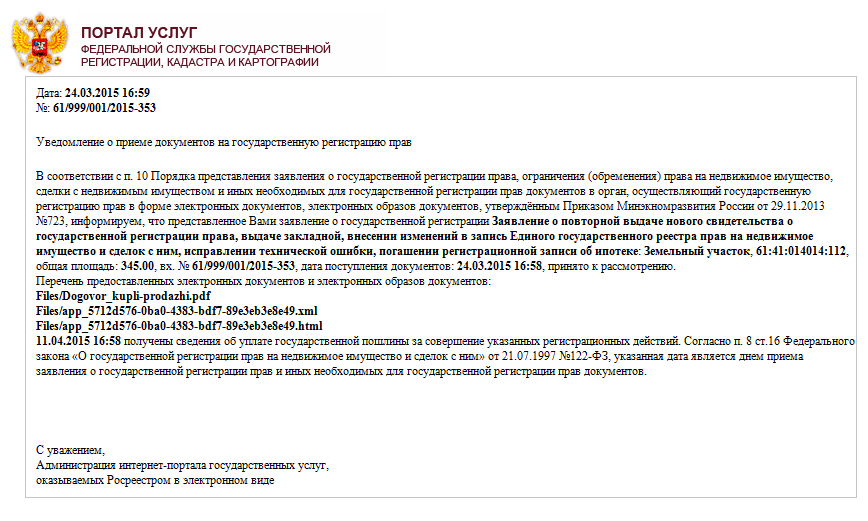 ПОРТАЛ УСЛУГ
ФЕДЕРАЛЬНОЙ СЛУЖБЫ ГОСУДАРСТВЕННОЙ
РЕГИСТРАЦИИ, КАДАСТРА И КАРТОГРАФИИ
Дата: 24.03.2015 16:59
№: 61/999/001/2015-353
Уведомление о приеме документов на государственную регистрацию прав
В соответствии с п. 10 Порядка представления заявления о государственной регистрации права, ограничения (обременения) права на недвижимое имущество,
сделки с недвижимым имуществом и иных необходимых для государственной регистрации прав документов в орган, осуществляющий государственную
регистрацию прав в форме электронных документов, электронных образов документов, утверждённым Приказом Минэкномразвития России от 29.11.2013
№723, информируем, что представленное Вами заявление о государственной регистрации Заявление о повторной выдаче нового свидетельства о
государственной регистрации права, выдаче закладной, внесении изменений в запись Единого государственного реестра прав на недвижимое
имущество и сделок с ним, исправлении технической ошибки, погашении регистрационной записи об ипотеке: Земельный участок, 61:41:014014:112,
общая площадь: 345.00, вх. № 61/999/001/2015-353, дата поступления документов: 24.03.2015 16:58, принято к рассмотрению.
Перечень предоставленных электронных документов и электронных образов документов:
Files/Dogovor_kupli-prodazhi.pdf
Files/app_5712d576-0ba0-4383-bdf7-89e3eb3e8e49.xml
Files/app_5712d576-0ba0-4383-bdf7-89e3eb3e8e49.html
11.04.2015 16:58 получены сведения об уплате государственной пошлины за совершение указанных регистрационных действий. Согласно п. 8 ст.16 Федерального
закона «О государственной регистрации прав на недвижимое имущество и сделок с ним» от 21.07.1997 №122-ФЗ, указанная дата является днем приема
заявления о государственной регистрации прав и иных необходимых для государственной регистрации прав документов.
С уважением,
Администрация интернет-портала государственных услуг,
оказываемых Росреестром в электронном виде